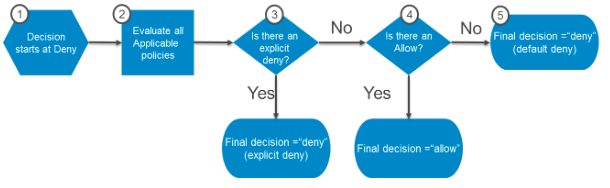 1
Decision
starts at Deny
2
Evaluate all
Applicable
policies
3
Is there an
explicit
deny?
No
4
Is there an
Allow?
No
5
Final decision ="deny"
(default deny)
Yes
Final decision ="deny"
(explicit deny)
Yes
Final decision ="allow"